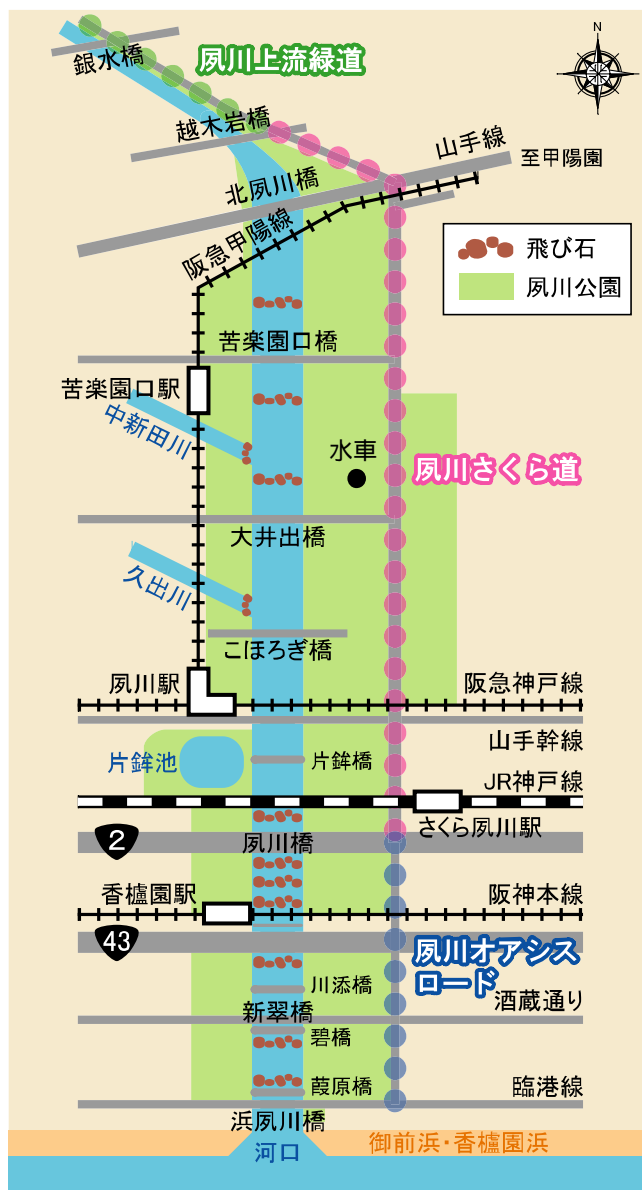 N
銀水橋
夙川上流緑道
越木岩橋
山手線
至甲陽園
北夙川橋
阪急甲陽線
飛び石
夙川公園
苦楽園口橋
苦楽園口駅
中新田川
水車
夙川さくら道
大井出橋
久出川
こほろぎ橋
夙川駅
阪急神戸線
山手幹線
片鉾池
片鉾橋
JR神戸線
さくら夙川駅
2
夙川橋
香櫨園駅
阪神本線
43
夙川オアシス
ロード
川添橋
酒蔵通り
新翠橋
碧橋
葭原橋
臨港線
浜夙川橋
御前浜・香櫨園浜
河口